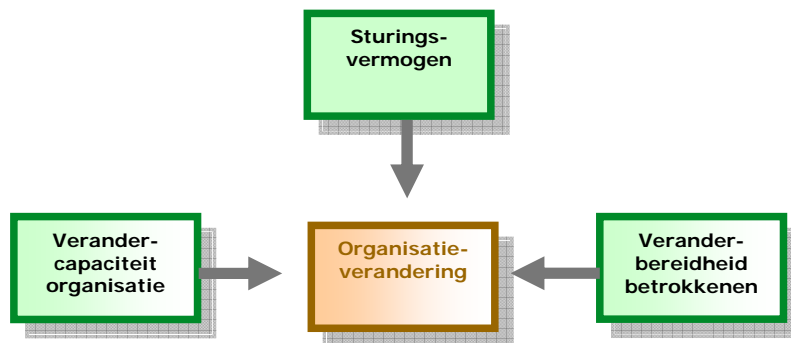 Sturings-
vermogen
Verander-
capaciteit
organisatie
Organisatie-
verandering
Verander-
bereidheid
betrokkenen